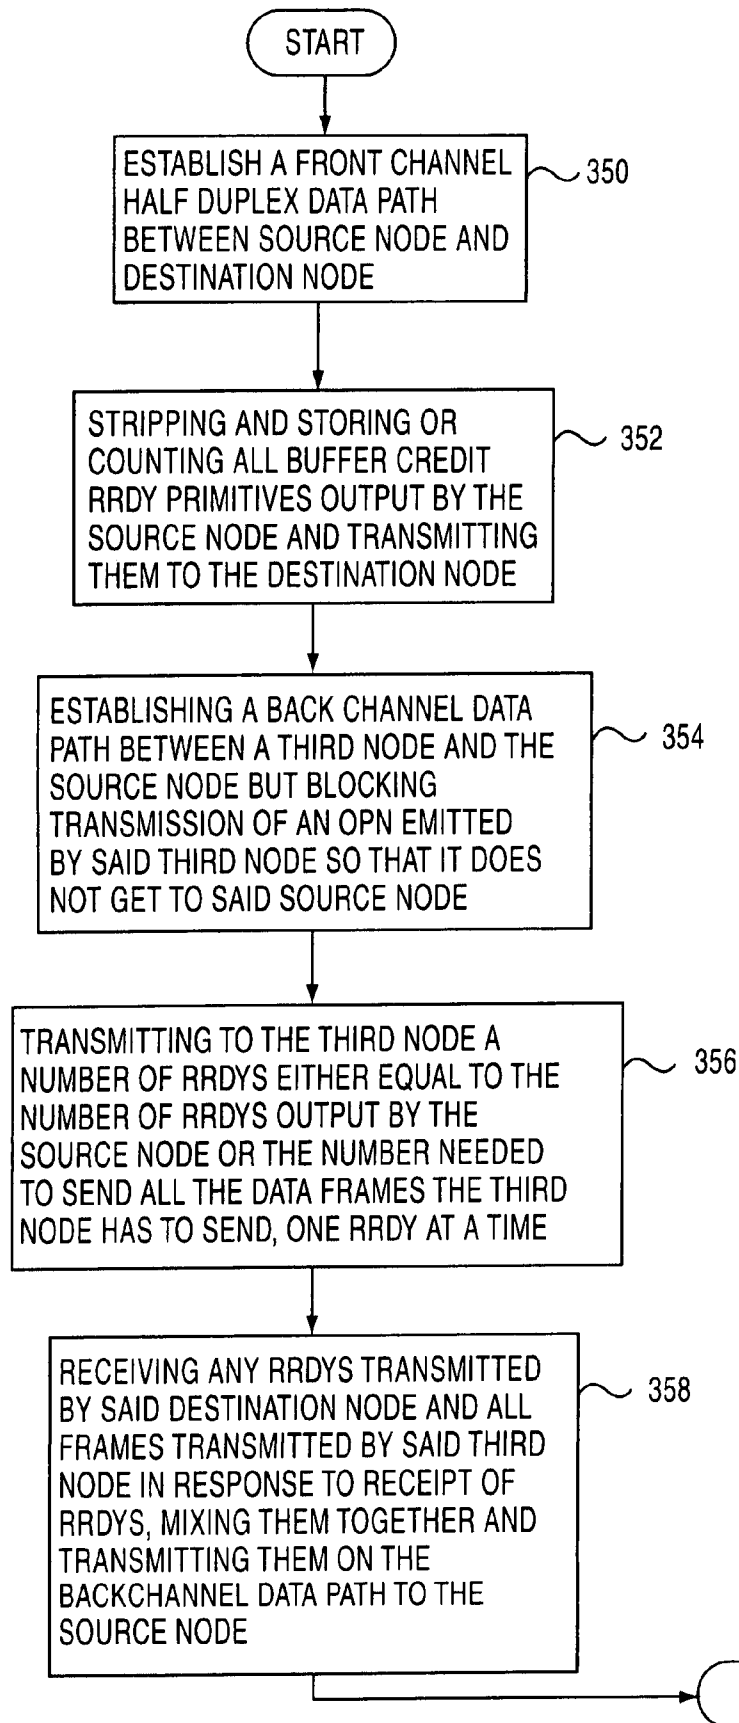 START
ESTABLISH A FRONT CHANNEL
HALF DUPLEX DATA PATH
BETWEEN SOURCE NODE AND
DESTINATION NODE
350
STRIPPING AND STORING OR
COUNTING ALL BUFFER CREDIT
RRDY PRIMITIVES OUTPUT BY THE
SOURCE NODE AND TRANSMITTING
THEM TO THE DESTINATION NODE
352
ESTABLISHING A BACK CHANNEL DATA
PATH BETWEEN A THIRD NODE AND THE
SOURCE NODE BUT BLOCKING
TRANSMISSION OF AN OPN EMITTED
BY SAID THIRD NODE SO THAT IT DOES
NOT GET TO SAID SOURCE NODE
354
TRANSMITTING TO THE THIRD NODE A
NUMBER OF RRDYS EITHER EQUAL TO THE
NUMBER OF RRDYS OUTPUT BY THE
SOURCE NODE OR THE NUMBER NEEDED
TO SEND ALL THE DATA FRAMES THE THIRD
NODE HAS TO SEND, ONE RRDY AT A TIME
356
RECEIVING ANY RRDYS TRANSMITTED
BY SAID DESTINATION NODE AND ALL
FRAMES TRANSMITTED BY SAID THIRD
NODE IN RESPONSE TO RECEIPT OF
RRDYS, MIXING THEM TOGETHER AND
TRANSMITTING THEM ON THE
BACKCHANNEL DATA PATH TO THE
SOURCE NODE
358